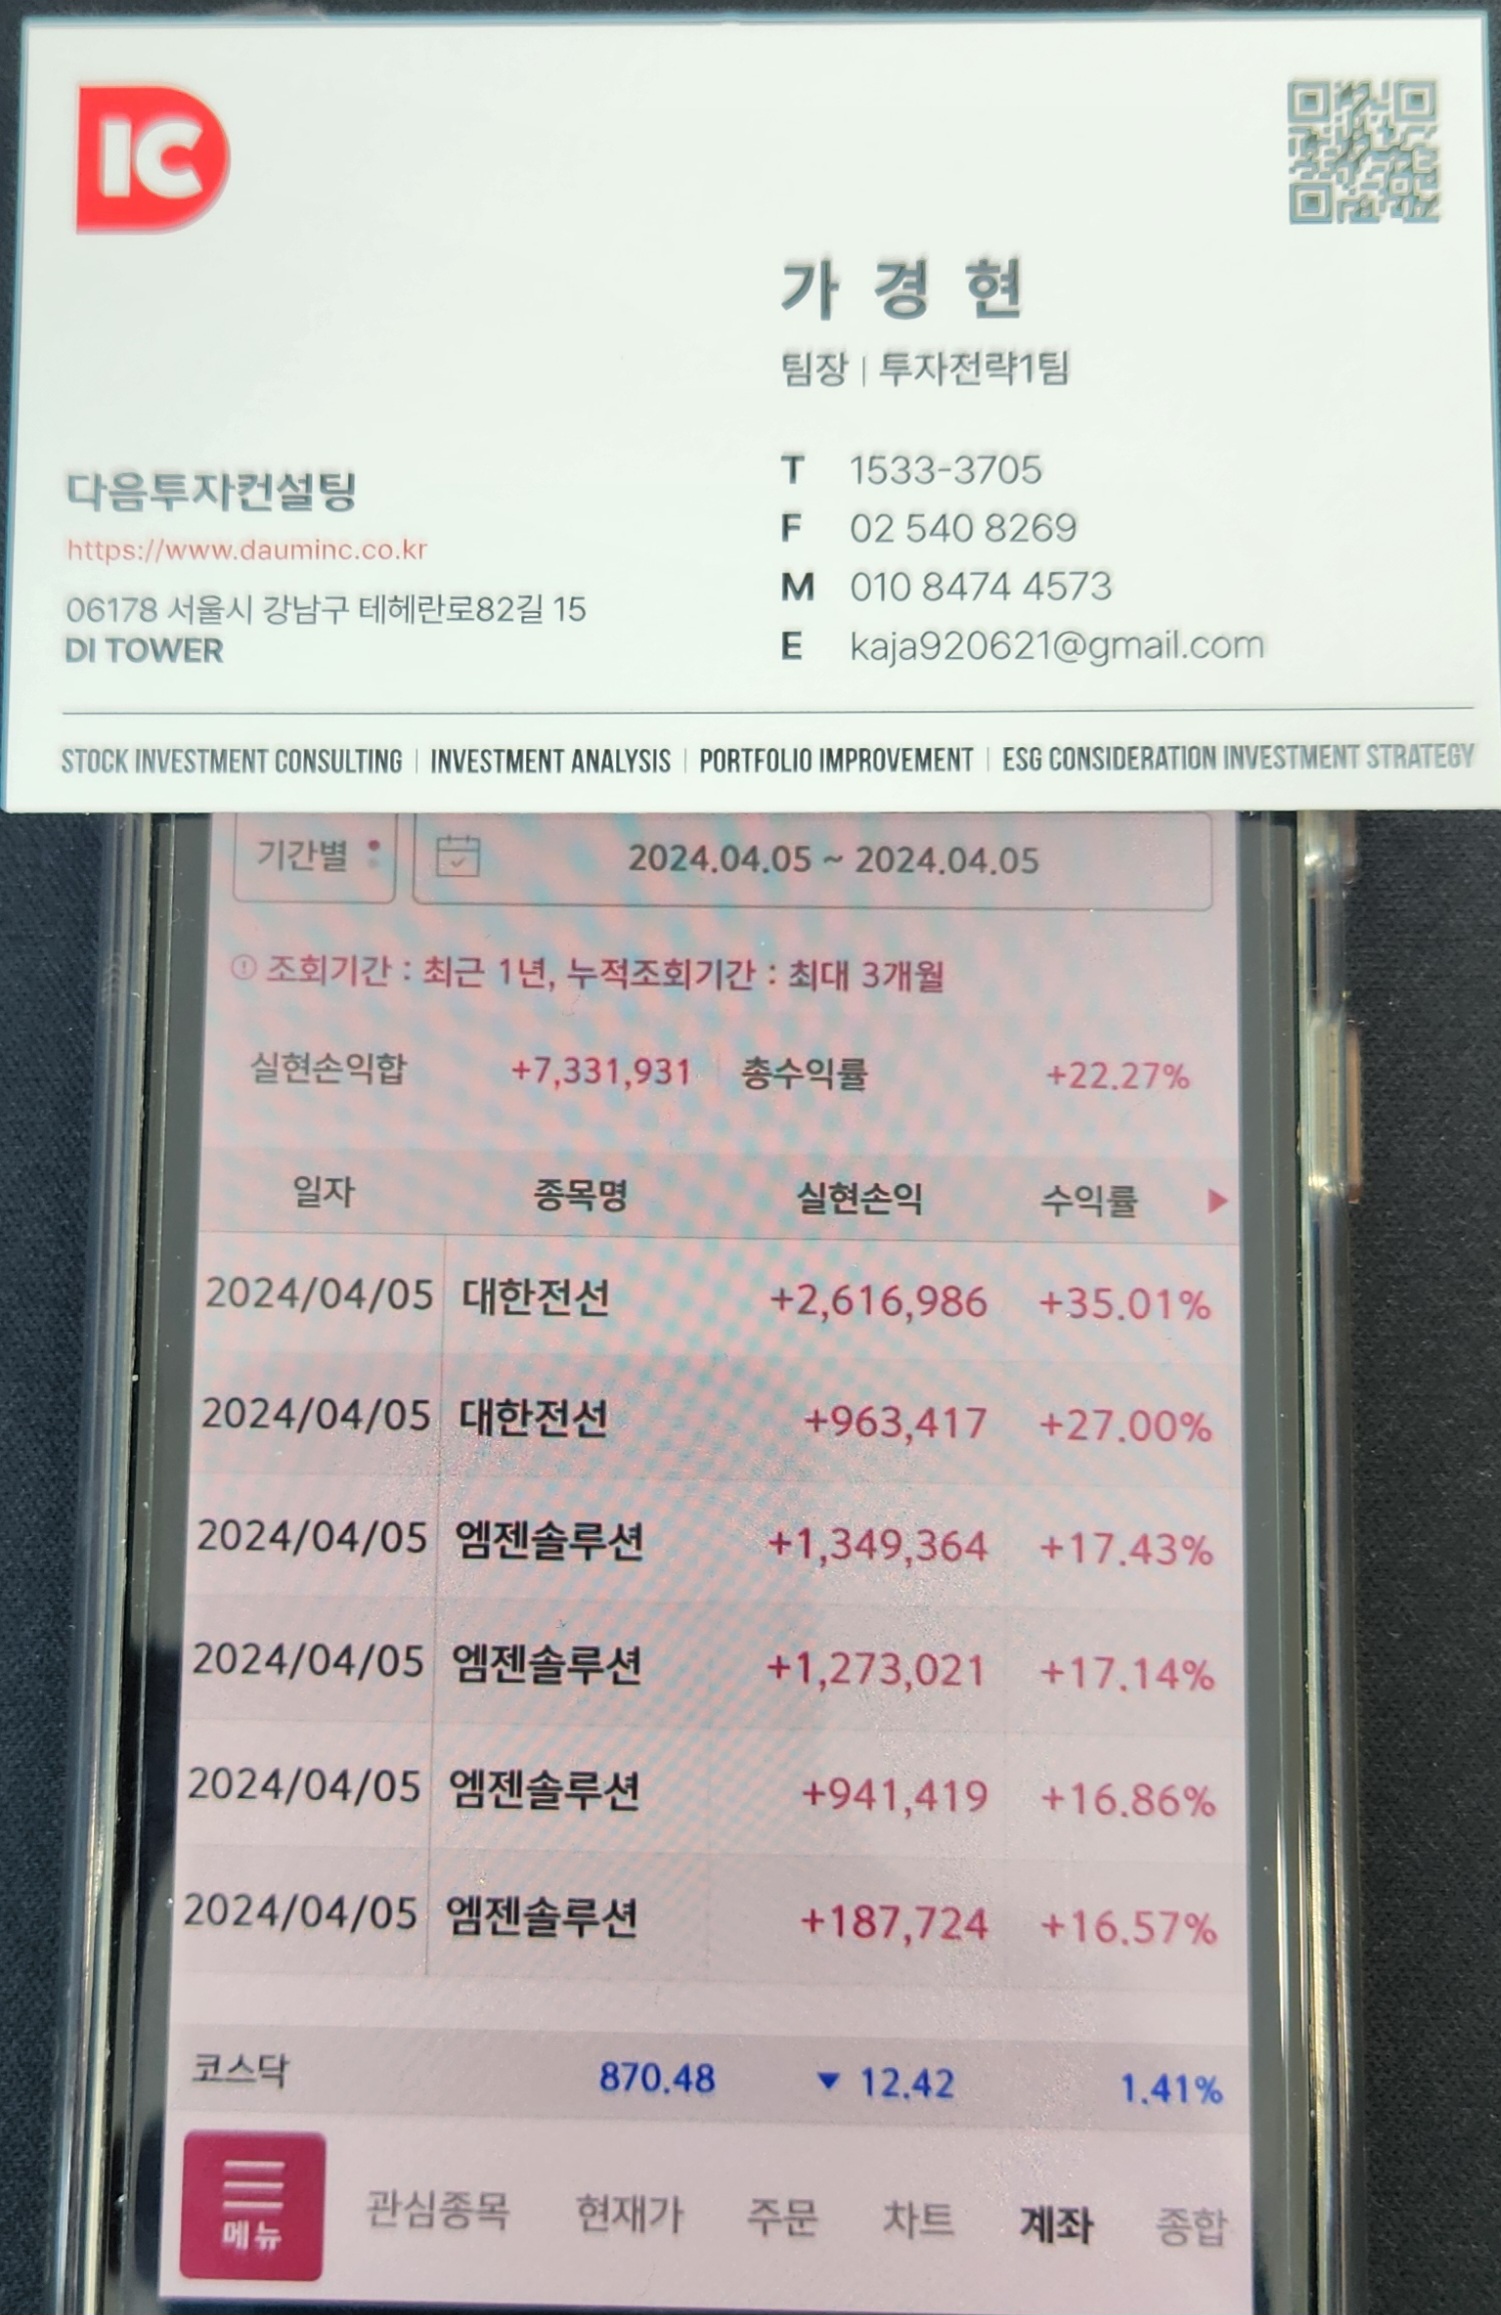 IC
가경현
팀장 | 투자전략1팀
다음투자컨설팅
https://www.dauminc.co.kr
06178 서울시 강남구 테헤란로82길 15
DI TOWER
T 1533-3705
F 02 540 8269
M 010 8474 4573
E kaja920621@gmail.com
STOCK INVESTMENT CONSULTING | INVESTMENT ANALYSIS | PORTFOLIO IMPROVEMENT | ESG CONSIDERATION INVESTMENT STRATEGY
기간별 2024.04.05 ~ 2024.04.05
조회기간 : 최근 1년, 누적조회기간 : 최대 3개월
실현손익합 +7,331,931 총수익률 +22.27%
일자 종목명 실현손익 수익률
2024/04/05 대한전선 +2,616,986 +35.01%
2024/04/05 대한전선 +963,417 +27.00%
2024/04/05 엠젠솔루션 +1,349,364 +17.43%
2024/04/05 엠젠솔루션 +1,273,021 +17.14%
2024/04/05 엠젠솔루션 +941,419 +16.86%
2024/04/05 엠젠솔루션 +187,724 +16.57%
코스닥 870.48 ▼ 12.42 1.41%
메뉴 관심종목 현재가 주문 차트 계좌 종합